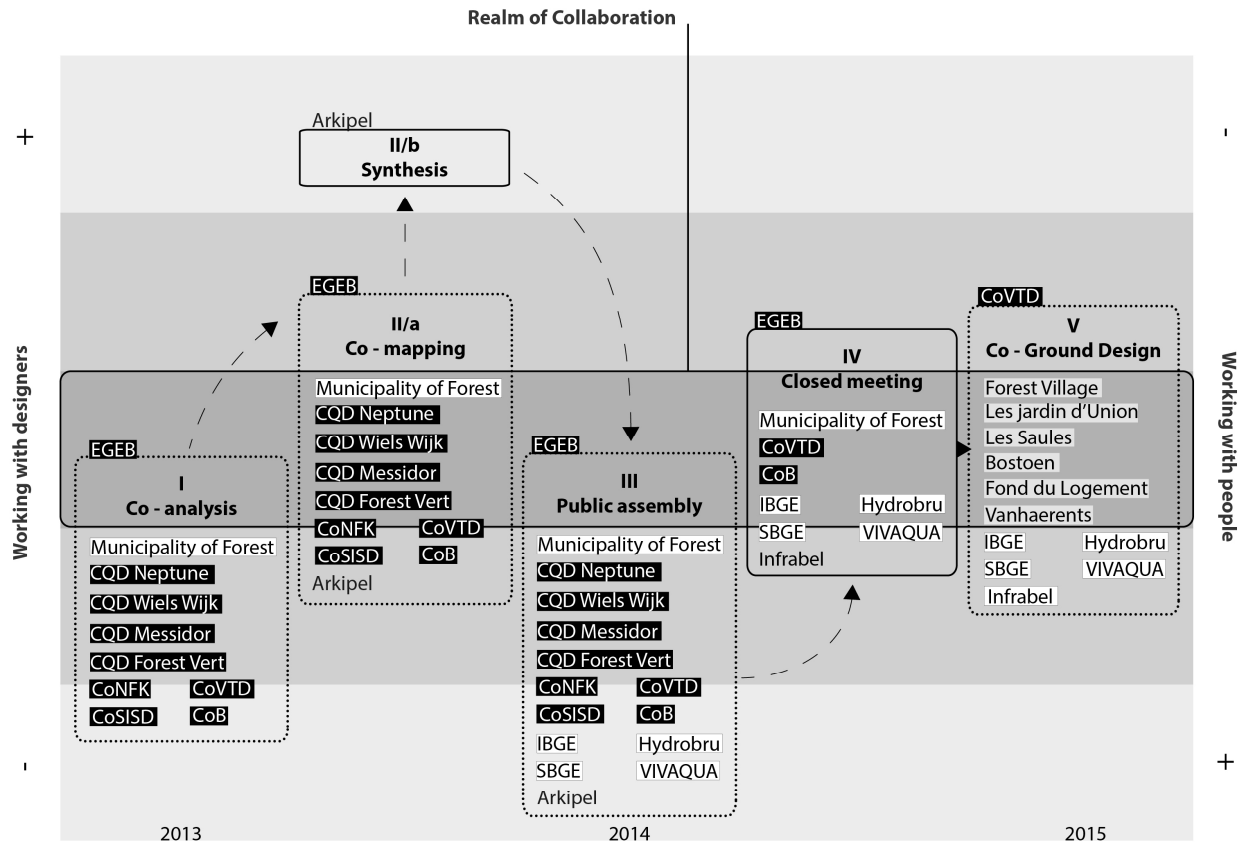 Realm of Collaboration
+
-
Working with designers
-
Working with people
+
Arkipel
II/b
Synthesis
EGEB
I
Co - analysis
Municipality of Forest
CQD Neptune
CQD Wiels Wijk
CQD Messidor
CQD Forest Vert
CoNFK CoVTD
CoSISD CoB
EGEB
II/a
Co - mapping
Municipality of Forest
CQD Neptune
CQD Wiels Wijk
CQD Messidor
CQD Forest Vert
CoNFK CoVTD
CoSISD CoB
Arkipel
EGEB
III
Public assembly
Municipality of Forest
CQD Neptune
CQD Wiels Wijk
CQD Messidor
CQD Forest Vert
CoNFK CoVTD
CoSISD CoB
IBGE Hydrobru
SBGE VIVAQUA
Arkipel
EGEB
IV
Closed meeting
Municipality of Forest
CoVTD
CoB
IBGE Hydrobru
SBGE VIVAQUA
Infrabel
CoVTD
V
Co - Ground Design
Forest Village
Les jardin d’Union
Les Saules
Bostoen
Fond du Logement
Vanhaerents
IBGE Hydrobru
SBGE VIVAQUA
Infrabel
2013 2014 2015